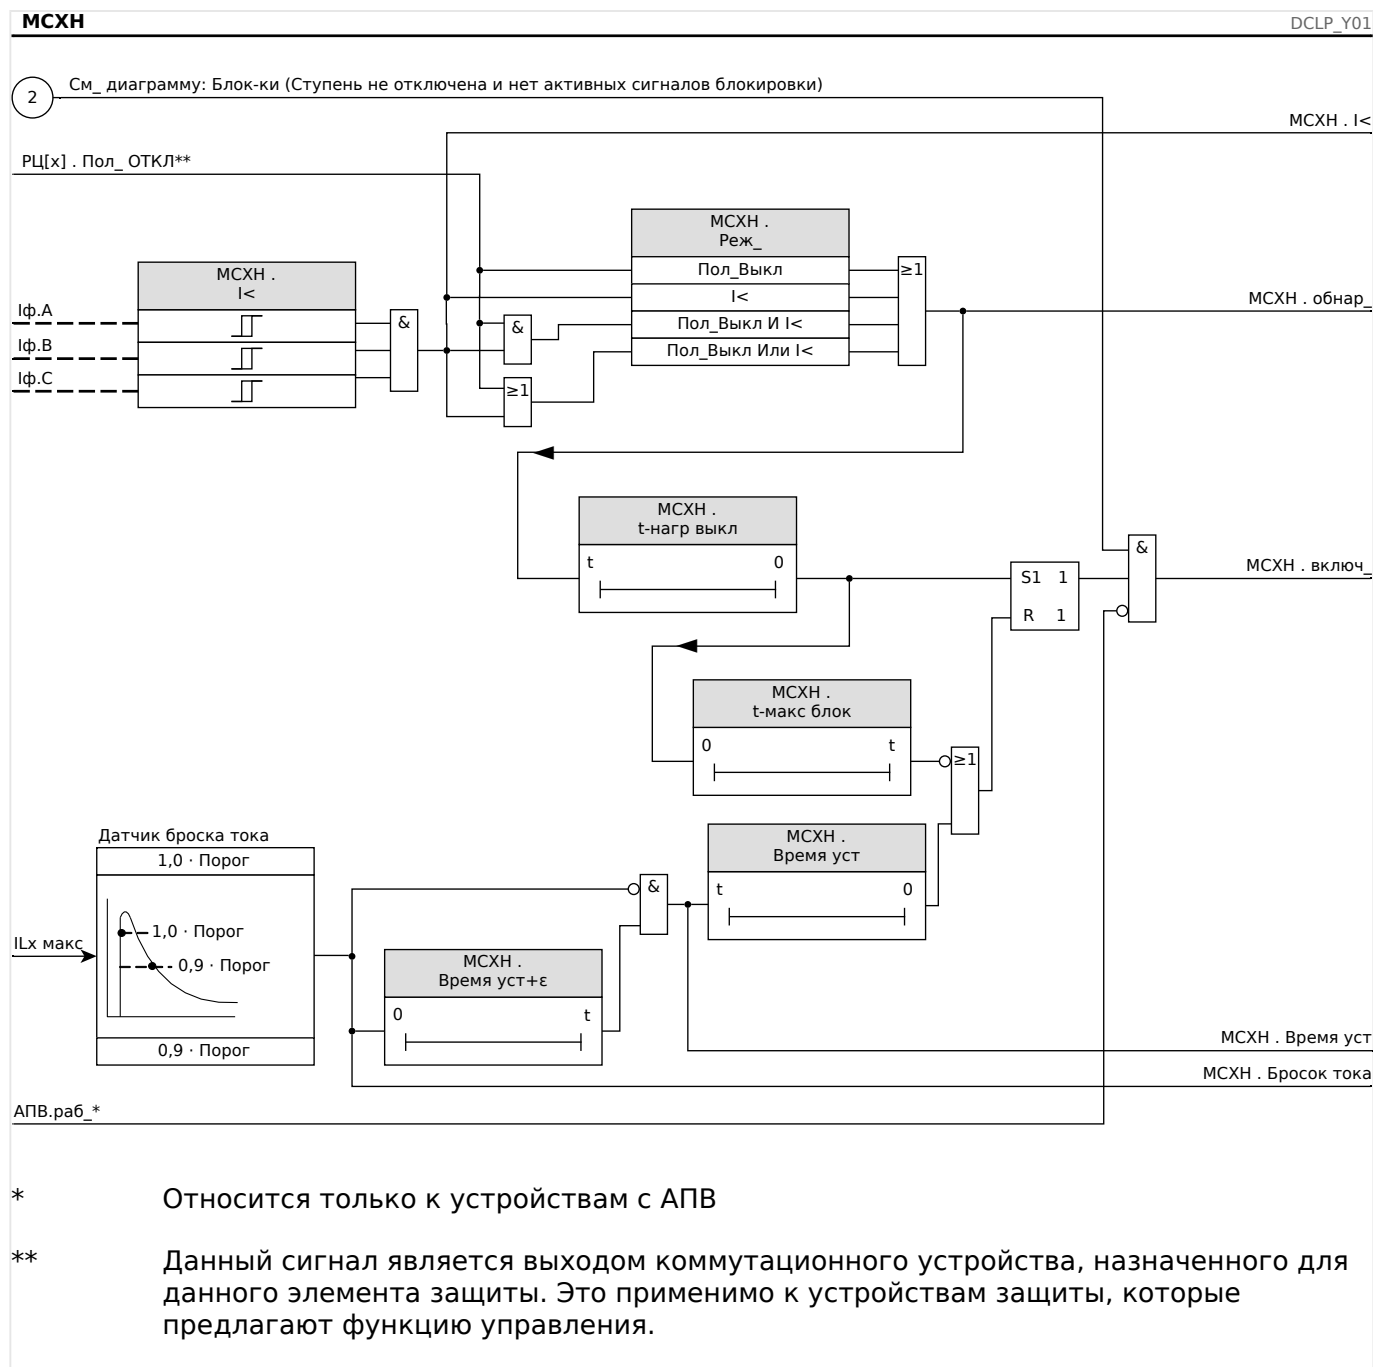 МСХН
DCLP_Y01
2
См_ диаграмму: Блок-ки (Ступень не отключена и нет активных сигналов блокировки)
МСХН . I<
РЦ[x] . Пол_ ОТКЛ**
МСХН .
Реж_
Пол_Выкл
I<
Пол_Выкл И I<
Пол_Выкл Или I<
≥1
МСХН .
I<
Iф.A
Iф.B
Iф.C
&
&
≥1
МСХН . обнар_
МСХН .
t-нагр выкл
t 0
S1 1
R 1
&
МСХН . включ_
МСХН .
t-макс блок
0 t
≥1
МСХН .
Время уст
t 0
&
Датчик броска тока
1,0 · Порог
1,0 · Порог
0,9 · Порог
0,9 · Порог
ILx макс
МСХН .
Время уст+ε
0 t
МСХН . Время уст
МСХН . Бросок тока
АПВ.раб_*
* Относится только к устройствам с АПВ
** Данный сигнал является выходом коммутационного устройства, назначенного для
данного элемента защиты. Это применимо к устройствам защиты, которые
предлагают функцию управления.